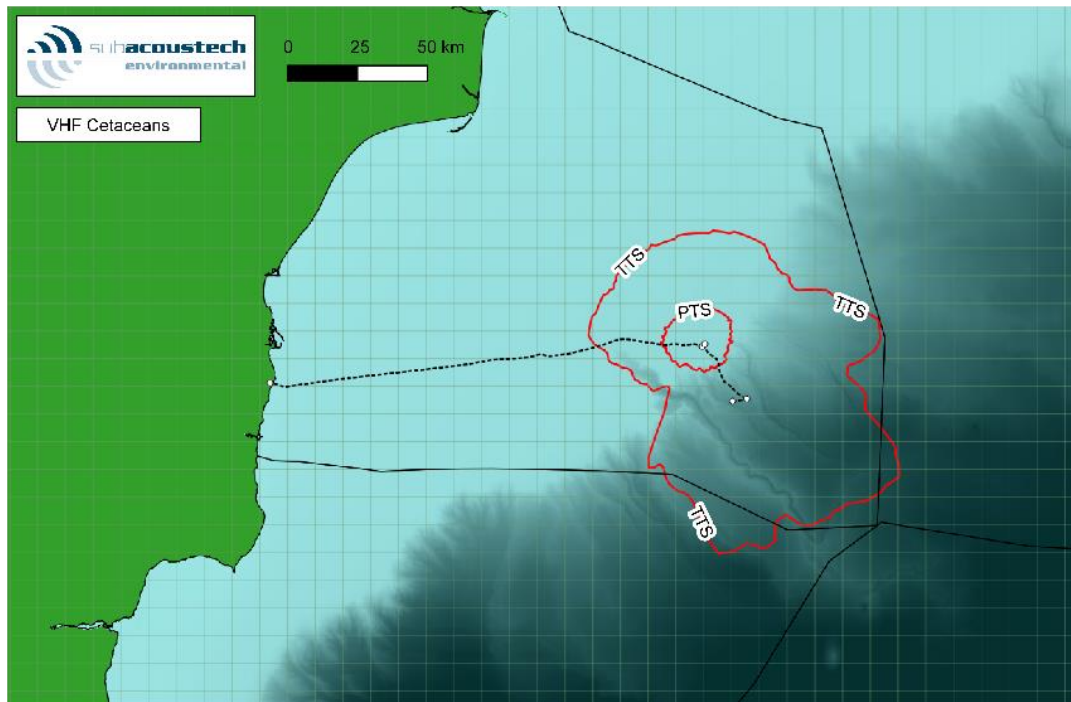 subacoustech
environmental
0 25 50 km
VHF Cetaceans
TTS
TTS
PTS
TTS